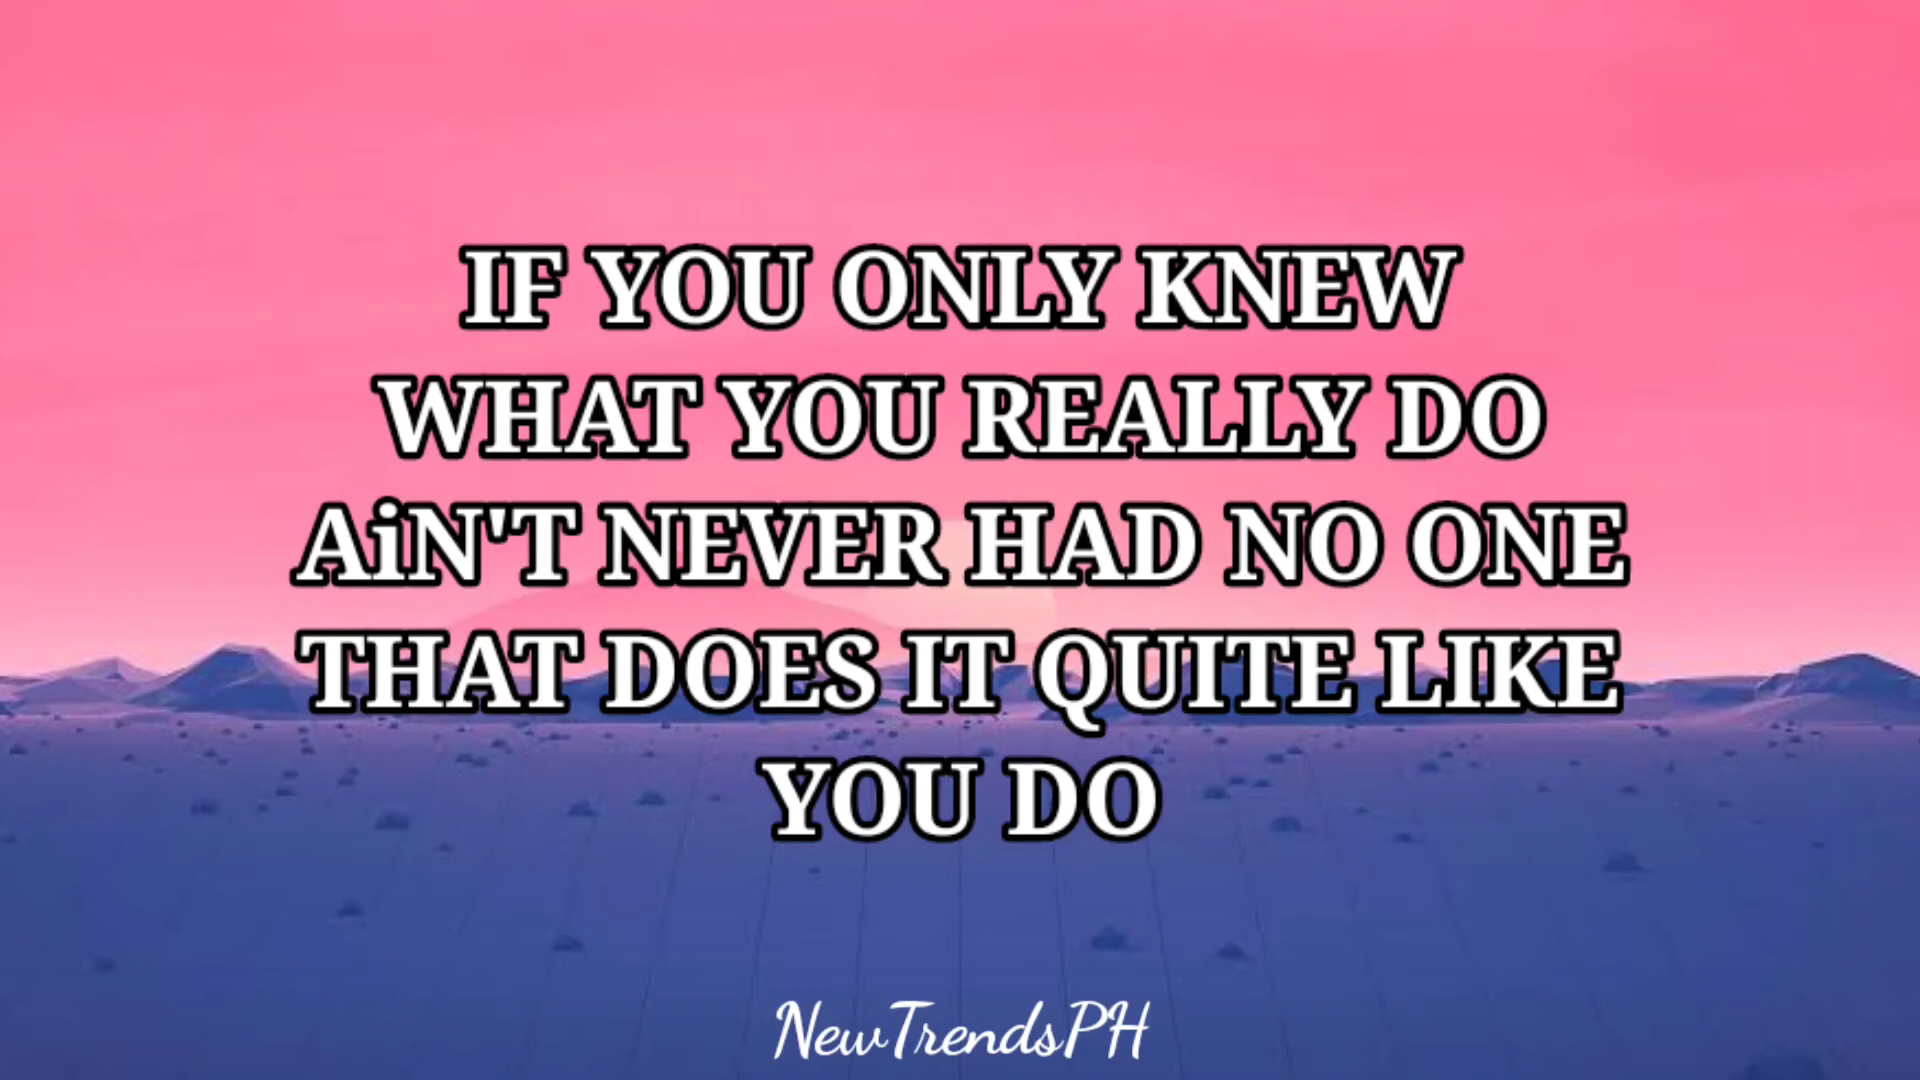 IF YOU ONLY KNEW
WHAT YOU REALLY DO
AiN'T NEVER HAD NO ONE
THAT DOES IT QUITE LIKE
YOU DO
NewTrendsPH